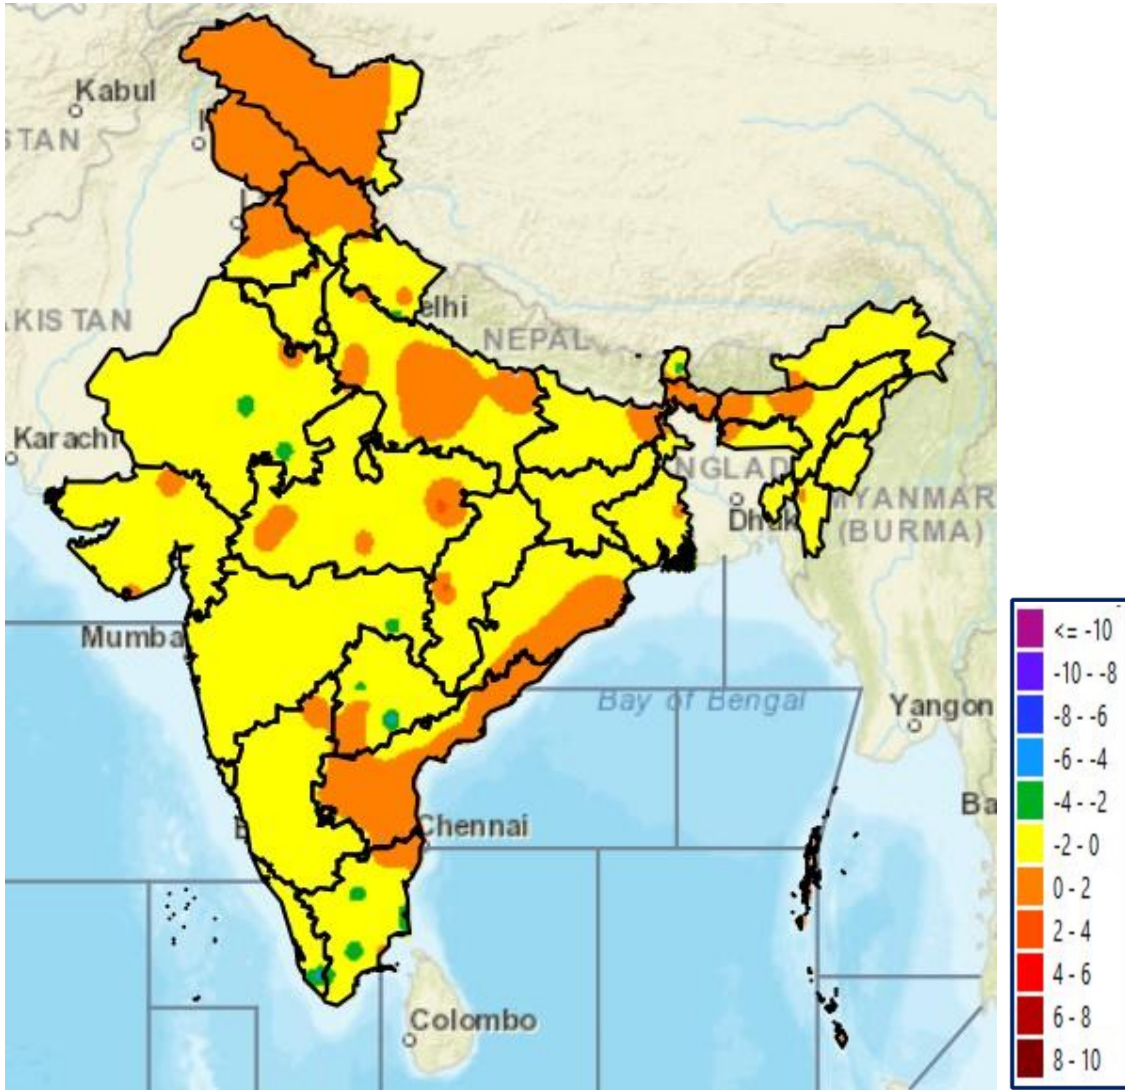 Kabul
STAN
elhi
NEPAL
AKISTAN
Karachi
NGLAD
Dhak
MYANMAR
(BURMA)
Mumba
Bay of Bengal
Yangon
Ba
Chennai
Colombo
<= -10
-10 - -8
-8 - -6
-6 - -4
-4 - -2
-2 - 0
0 - 2
2 - 4
4 - 6
6 - 8
8 - 10